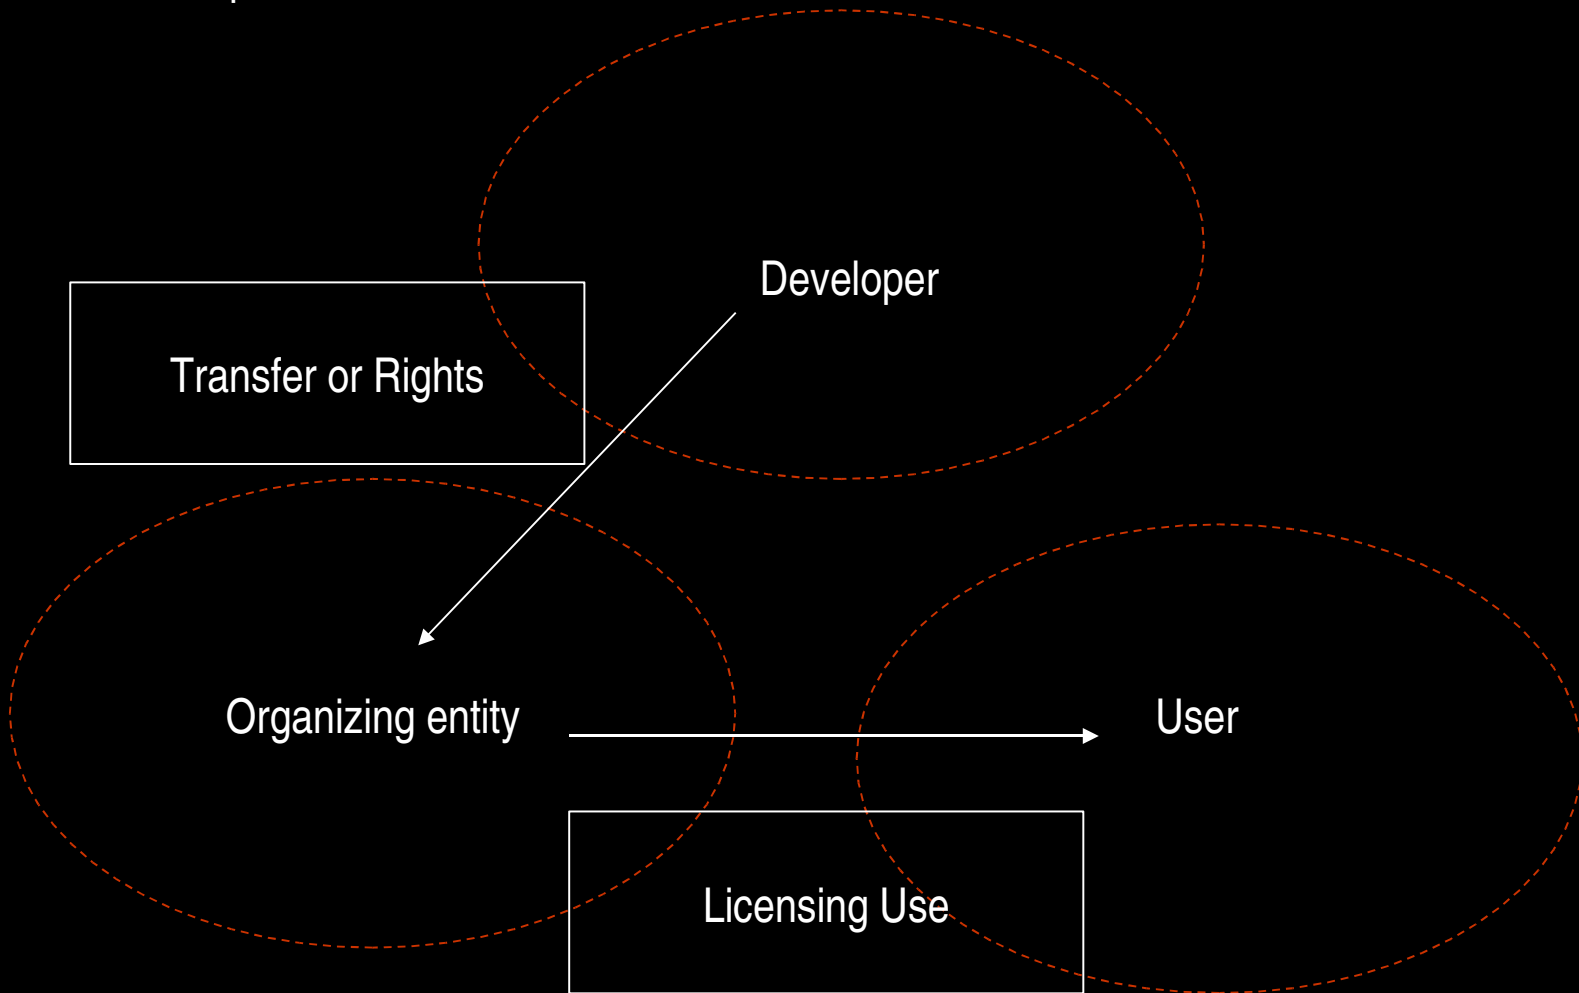 Developer
Transfer or Rights
Organizing entity
User
Licensing Use